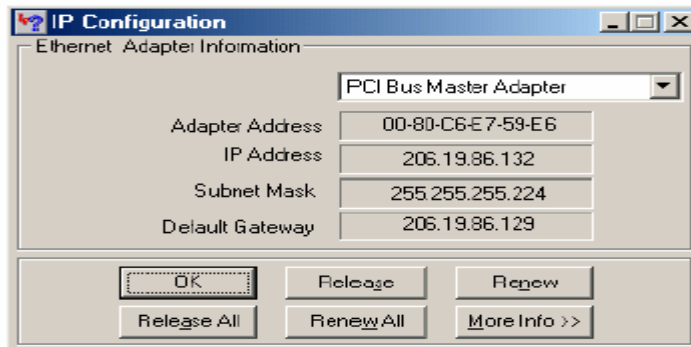 IP Configuration
Ethernet Adapter Information
PCI Bus Master Adapter
Adapter Address 00-80-C6-E7-59-E6
IP Address 206.19.86.132
Subnet Mask 255.255.255.224
Default Gateway 206.19.86.129
OK Release Renew
Release All Renew All More Info >>